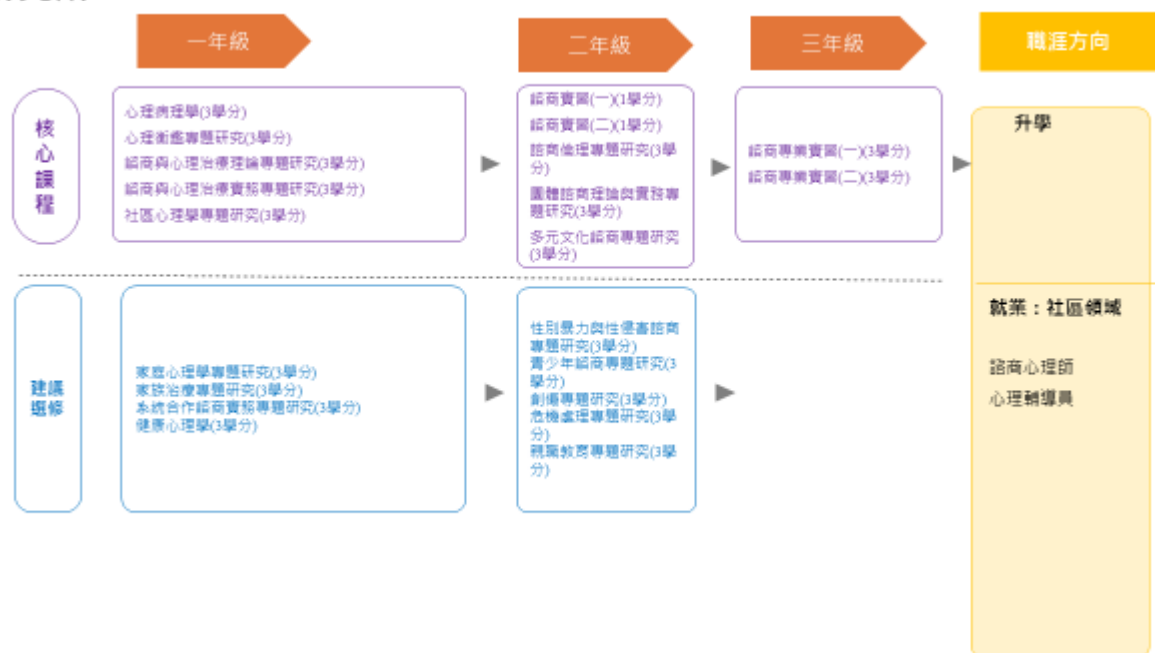 一年級
二年級
三年級
職涯方向
核心課程
心理病理學(3學分)
心理衡鑑專題研究(3學分)
諮商與心理治療理論專題研究(3學分)
諮商與心理治療實務專題研究(3學分)
社區心理學專題研究(3學分)
諮商實習(一)(1學分)
諮商實習(二)(1學分)
諮商倫理專題研究(3學
分)
團體諮商理論與實務專
題研究(3學分)
多元文化諮商專題研究
(3學分)
諮商專業實習(一)(3學分)
諮商專業實習(二)(3學分)
升學
建議
選修
家庭心理學專題研究(3學分)
家族治療專題研究(3學分)
系統合作諮商實務專題研究(3學分)
健康心理學(3學分)
性別暴力與性侵害諮商
專題研究(3學分)
青少年諮商專題研究(3
學分)
創傷專題研究(3學分)
危機處理專題研究(3學
分)
親職教育專題研究(3學
分)
就業：社區領域
諮商心理師
心理輔導員